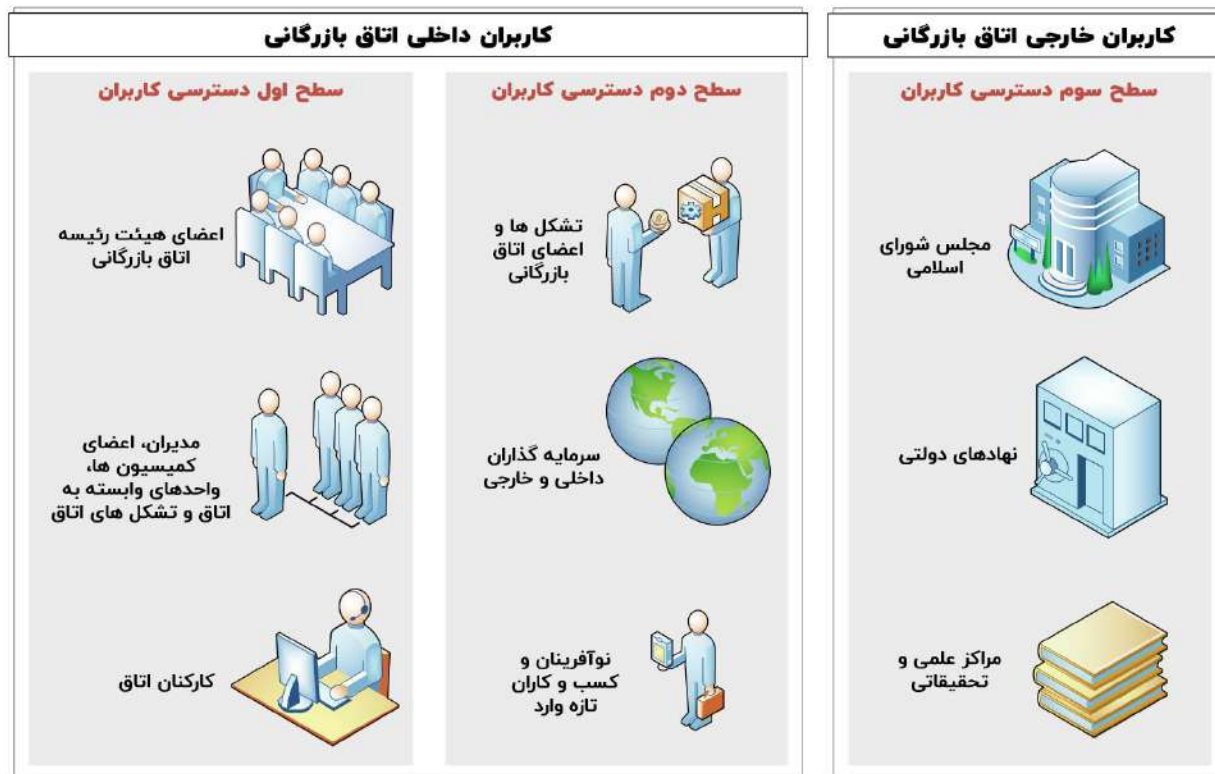 کاربران خارجی اتاق بازرگانی
سطح سوم دسترسی کاربران
مجلس شورای
اسلامی
نهادهای دولتی
مراکز علمی و
تحقیقاتی
کاربران داخلی اتاق بازرگانی
سطح دوم دسترسی کاربران
تشکل ها و
اعضای اتاق
بازرگانی
سرمایه گذاران
داخلی و خارجی
نوآفرینان و
کسب و کاران
تازه وارد
سطح اول دسترسی کاربران
اعضای هیئت رئیسه
اتاق بازرگانی
مدیران، اعضای
کمیسیون ها،
واحدهای وابسته به
اتاق و تشکل های اتاق
کارکنان اتاق